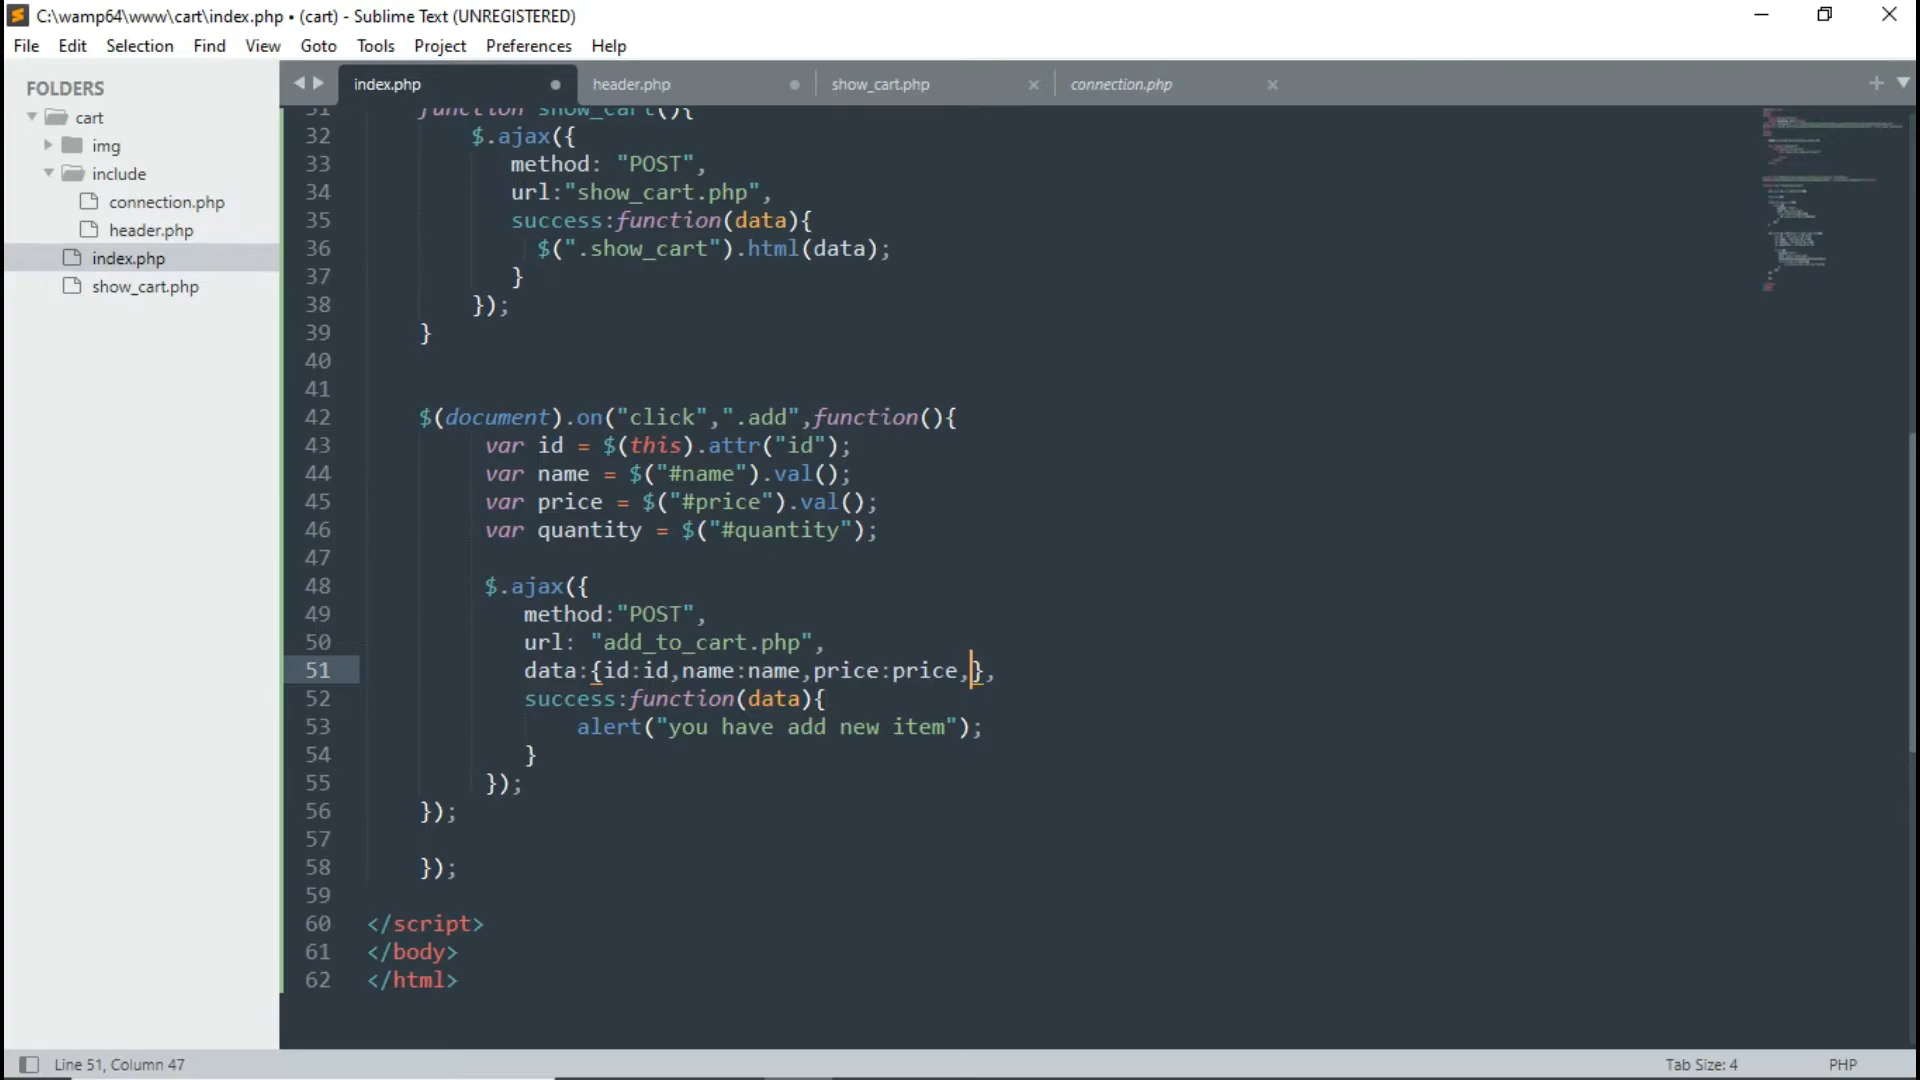 C:\wamp64\www\cart\index.php • (cart) - Sublime Text (UNREGISTERED)
File Edit Selection Find View Goto Tools Project Preferences Help
FOLDERS
cart
img
include
connection.php
header.php
index.php
show_cart.php
index.php header.php show_cart.php connection.php
31 function show_cart(){
32 $.ajax({
33 method: "POST",
34 url:"show_cart.php",
35 success:function(data){
36 $(".show_cart").html(data);
37 }
38 });
39 }
40
41
42 $(document).on("click",".add",function(){
43 var id = $(this).attr("id");
44 var name = $("#name").val();
45 var price = $("#price").val();
46 var quantity = $("#quantity");
47
48 $.ajax({
49 method:"POST",
50 url: "add_to_cart.php",
51 data:{id:id,name:name,price:price,},
52 success:function(data){
53 alert("you have add new item");
54 }
55 });
56 });
57
58 });
59
60 </script>
61 </body>
62 </html>
Line 51, Column 47
Tab Size: 4
PHP